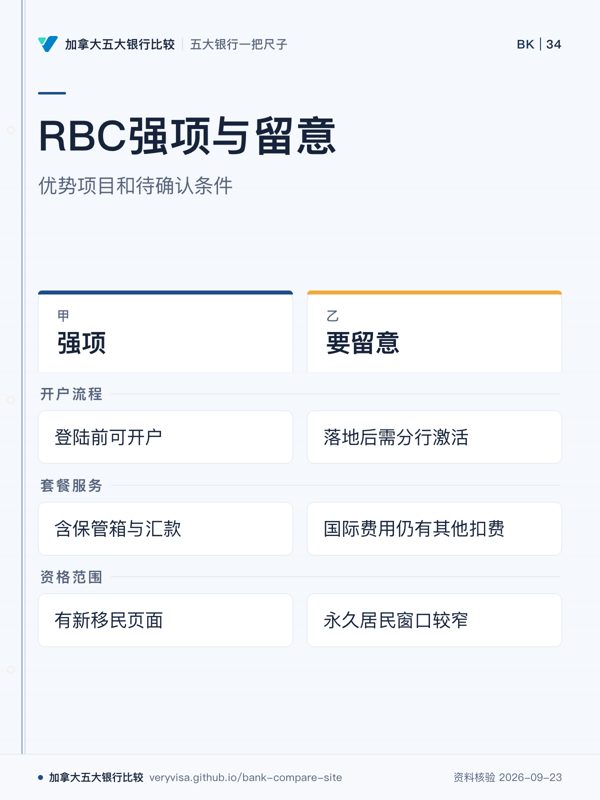 加拿大五大银行比较 | 五大银行一把尺子
BK | 34
RBC强项与留意
优势项目和待确认条件
甲
强项
乙
要留意
开户流程
登陆前可开户
落地后需分行激活
套餐服务
含保管箱与汇款
国际费用仍有其他扣费
资格范围
有新移民页面
永久居民窗口较窄
加拿大五大银行比较 veryvisa.github.io/bank-compare-site
资料核验 2026-09-23